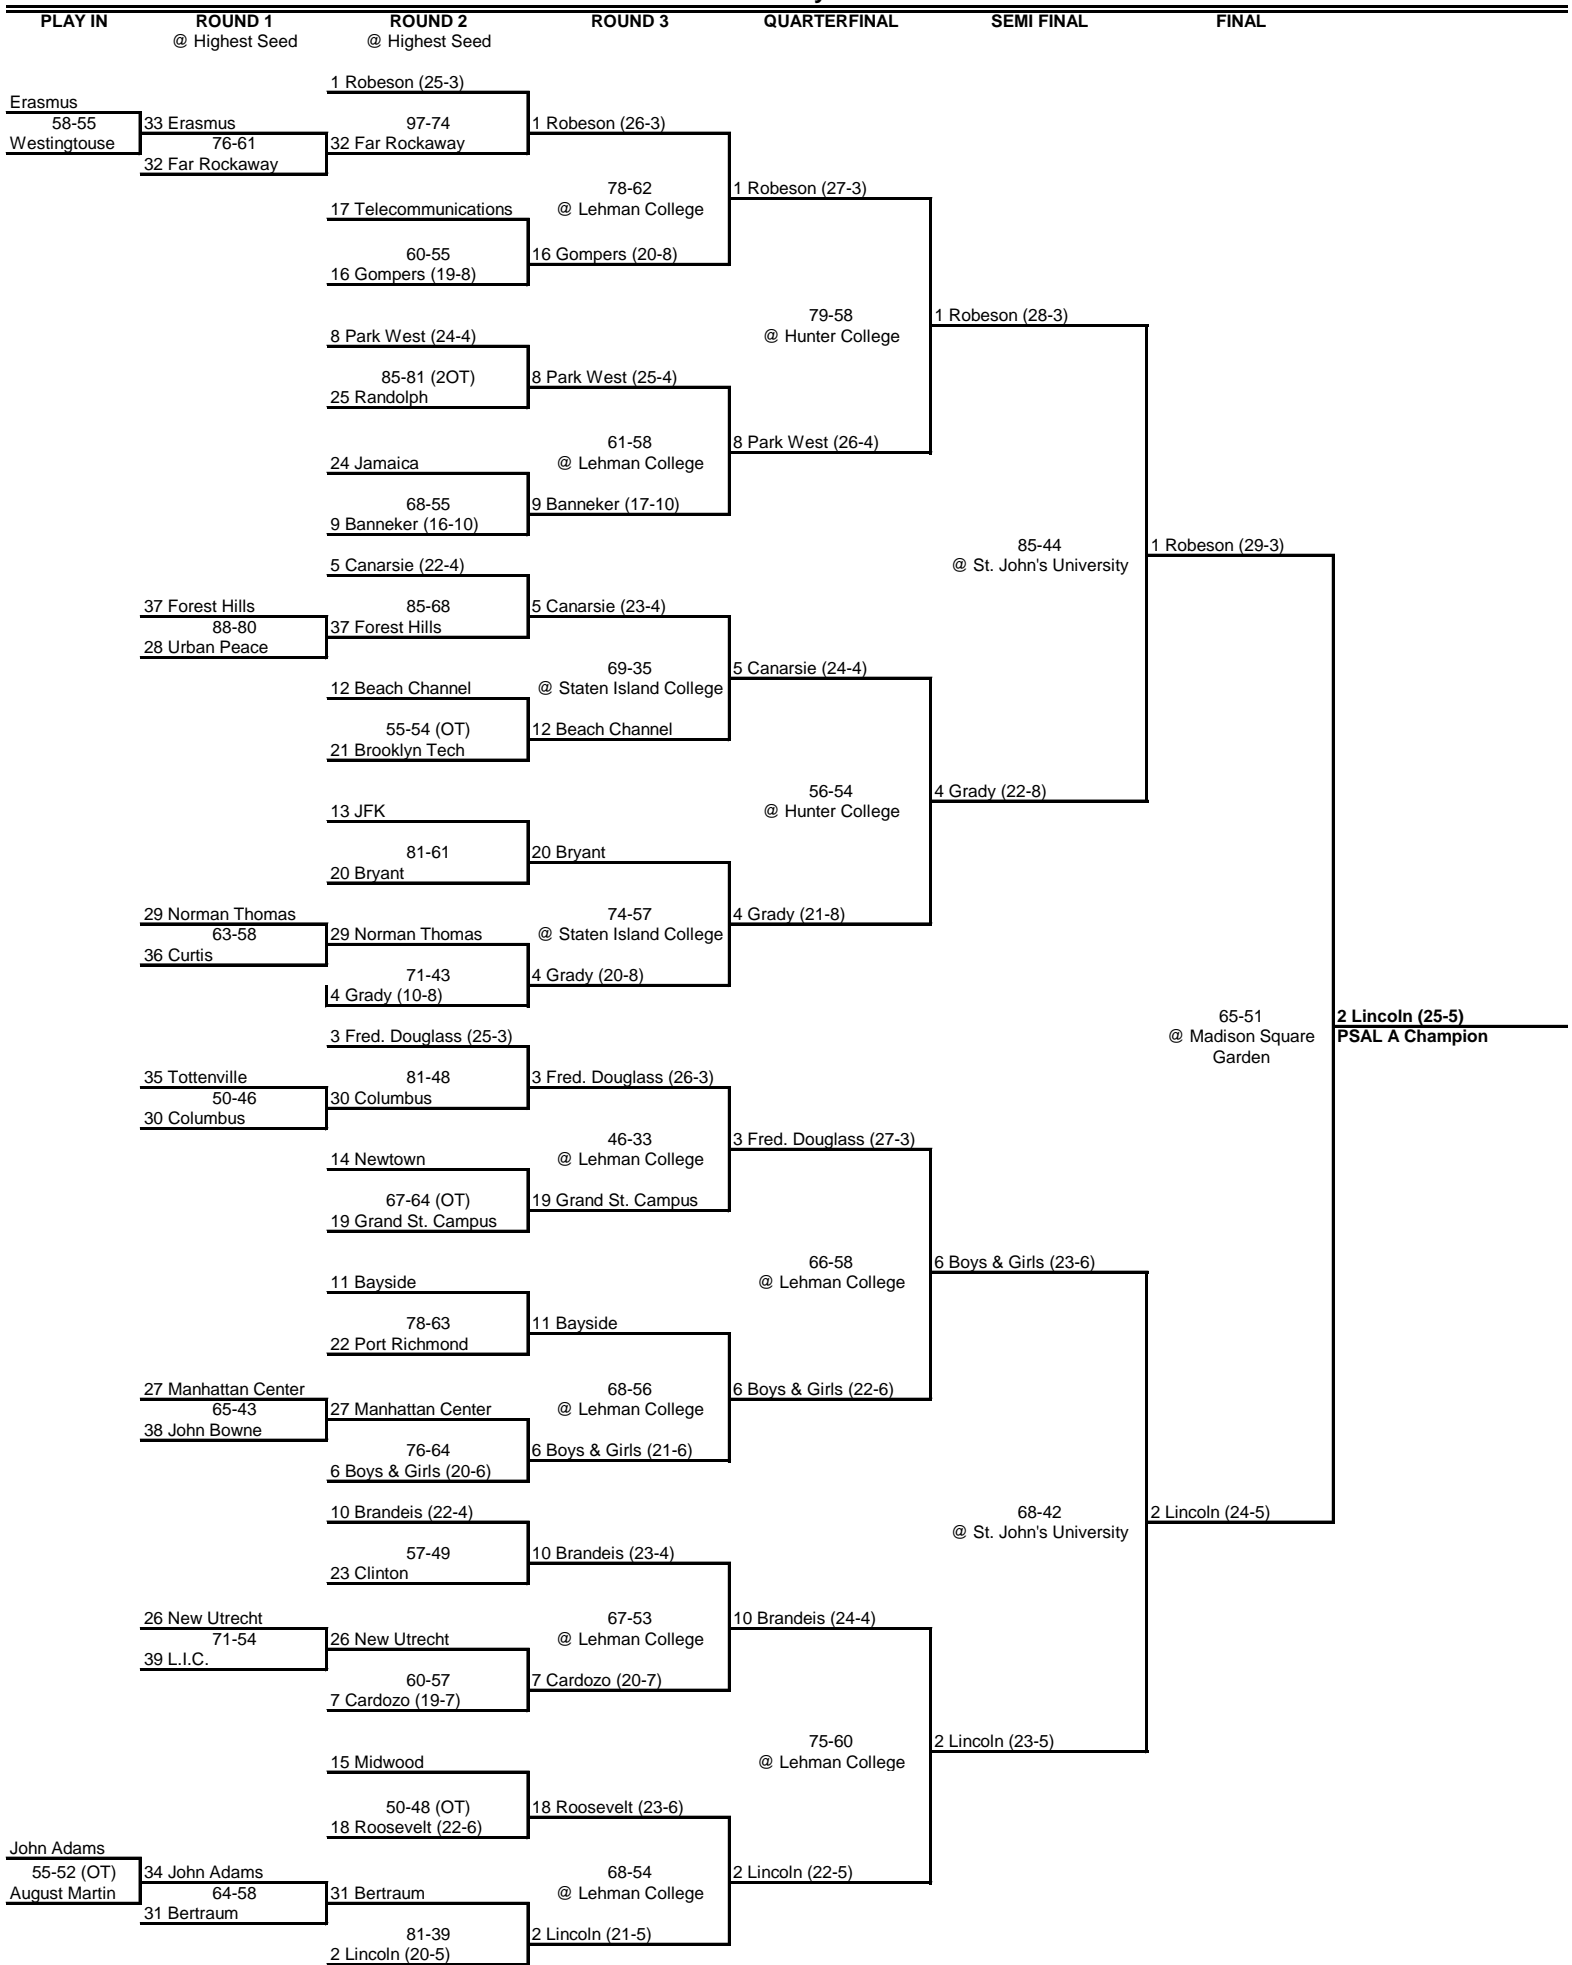 PLAY IN ROUND 1 ROUND 2 ROUND 3 QUARTERFINAL SEMI FINAL FINAL
@ Highest Seed @ Highest Seed
1 Robeson (25-3)
Erasmus
58-55 33 Erasmus 97-74 1 Robeson (26-3)
Westingtouse 76-61 32 Far Rockaway
32 Far Rockaway
78-62 1 Robeson (27-3)
17 Telecommunications @ Lehman College
60-55 16 Gompers (20-8)
16 Gompers (19-8)
79-58 1 Robeson (28-3)
8 Park West (24-4) @ Hunter College
85-81 (2OT) 8 Park West (25-4)
25 Randolph
61-58 8 Park West (26-4)
24 Jamaica @ Lehman College
68-55 9 Banneker (17-10)
9 Banneker (16-10)
85-44 1 Robeson (29-3)
5 Canarsie (22-4) @ St. John's University
37 Forest Hills 85-68 5 Canarsie (23-4)
88-80 37 Forest Hills
28 Urban Peace
69-35 5 Canarsie (24-4)
12 Beach Channel @ Staten Island College
55-54 (OT) 12 Beach Channel
21 Brooklyn Tech
56-54 4 Grady (22-8)
13 JFK @ Hunter College
81-61 20 Bryant
20 Bryant
29 Norman Thomas 74-57 4 Grady (21-8)
63-58 29 Norman Thomas @ Staten Island College
36 Curtis
71-43 4 Grady (20-8)
4 Grady (10-8)
65-51 2 Lincoln (25-5)
3 Fred. Douglass (25-3) @ Madison Square PSAL A Champion
Garden
35 Tottenville 81-48 3 Fred. Douglass (26-3)
50-46 30 Columbus
30 Columbus
46-33 3 Fred. Douglass (27-3)
14 Newtown @ Lehman College
67-64 (OT) 19 Grand St. Campus
19 Grand St. Campus
66-58 6 Boys & Girls (23-6)
11 Bayside @ Lehman College
78-63 11 Bayside
22 Port Richmond
27 Manhattan Center 68-56 6 Boys & Girls (22-6)
65-43 27 Manhattan Center @ Lehman College
38 John Bowne
76-64 6 Boys & Girls (21-6)
6 Boys & Girls (20-6)
10 Brandeis (22-4) 68-42 2 Lincoln (24-5)
@ St. John's University
57-49 10 Brandeis (23-4)
23 Clinton
26 New Utrecht 67-53 10 Brandeis (24-4)
71-54 26 New Utrecht @ Lehman College
39 L.I.C.
60-57 7 Cardozo (20-7)
7 Cardozo (19-7)
75-60 2 Lincoln (23-5)
15 Midwood @ Lehman College
50-48 (OT) 18 Roosevelt (23-6)
18 Roosevelt (22-6)
John Adams
55-52 (OT) 34 John Adams 68-54 2 Lincoln (22-5)
August Martin 64-58 31 Bertraum @ Lehman College
31 Bertraum
81-39 2 Lincoln (21-5)
2 Lincoln (20-5)